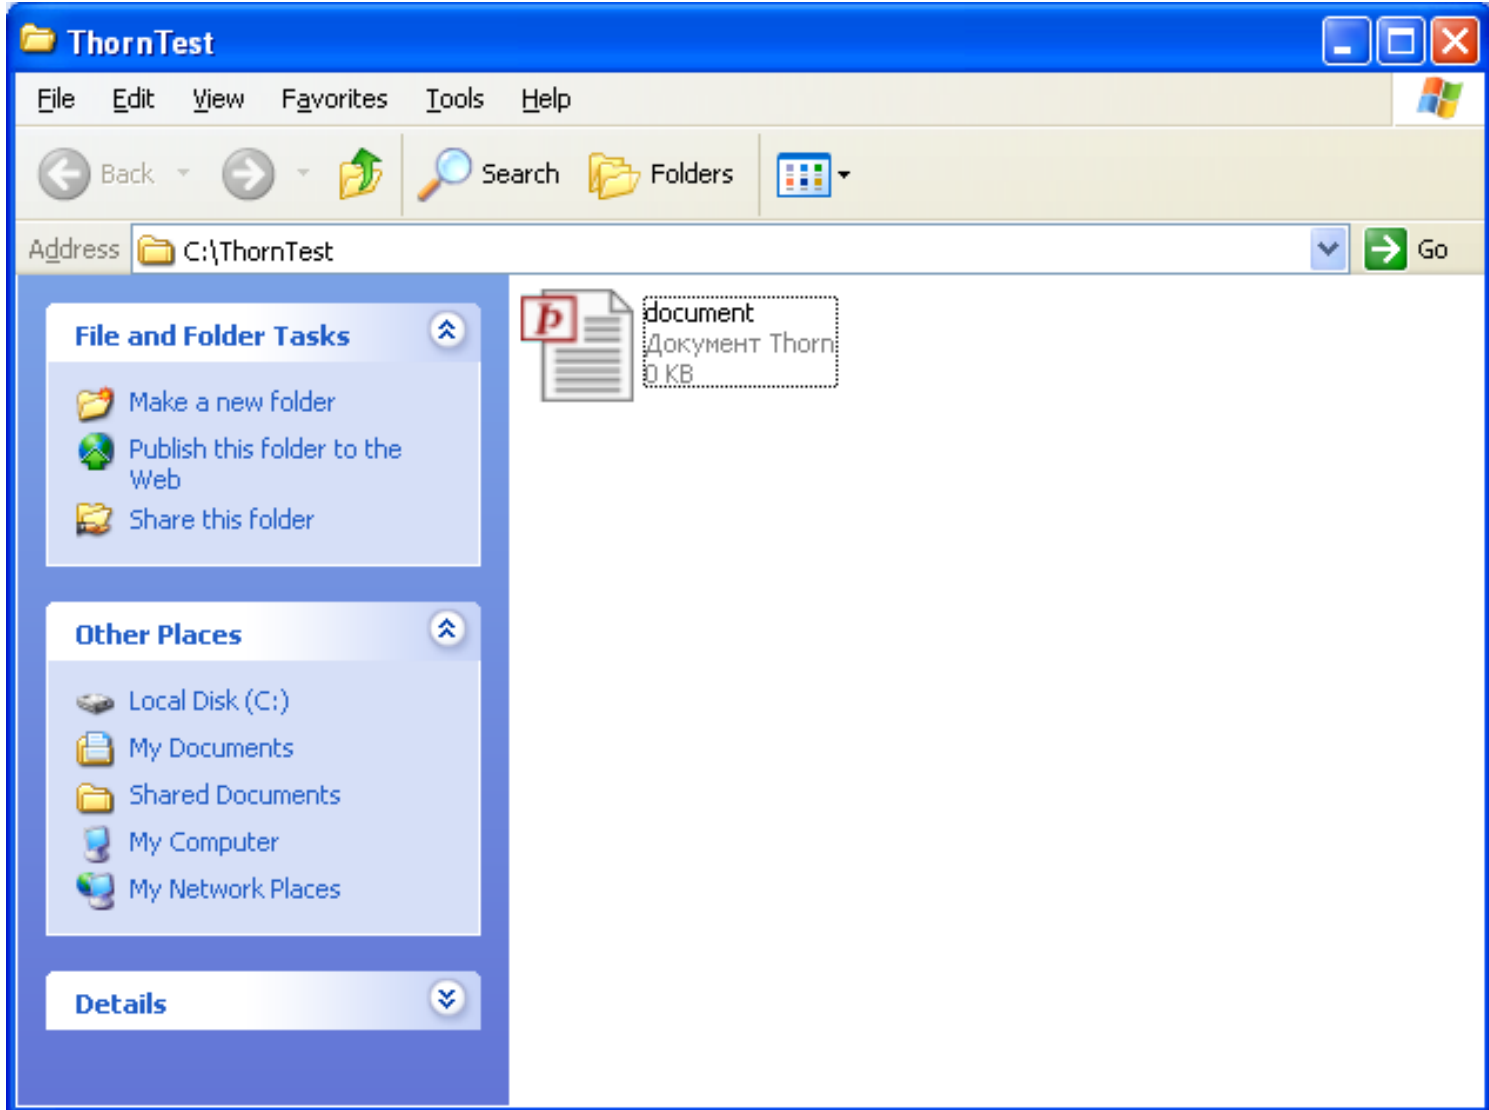 ThornTest
File Edit View Favorites Tools Help
Back Search Folders
Address C:\ThornTest Go
File and Folder Tasks
Make a new folder
Publish this folder to the
Web
Share this folder
Other Places
Local Disk (C:)
My Documents
Shared Documents
My Computer
My Network Places
Details
þ
document
Документ Thorn
0 KB